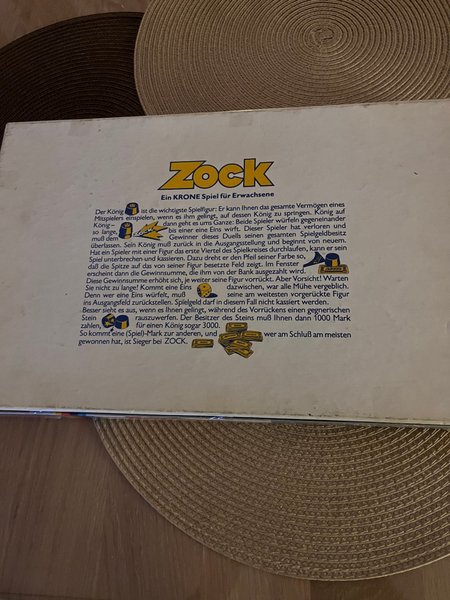 Zock
Ein KRONE Spiel für Erwachsene
Der König ist die wichtigste Spielfigur: Er kann Ihnen das gesamte Vermögen eines
Mitspielers einspielen, wenn es ihm gelingt, auf dessen König zu springen. König auf
König – dann geht es ums Ganze: Beide Spieler würfeln gegeneinander
so lange, bis einer eine Eins wirft. Dieser Spieler hat verloren und
muß dem Gewinner dieses Duells seinen gesamten Spielgeldbesitz
überlassen. Sein König muß zurück in die Ausgangsstellung und beginnt von neuem.
Hat ein Spieler mit einer Figur das erste Viertel des Spielkreises durchlaufen, kann er sein
Spiel unterbrechen und kassieren. Dazu dreht er den Pfeil seiner Farbe so,
daß die Spitze auf das von seiner Figur besetzte Feld zeigt. Im Fenster
erscheint dann die Gewinnsumme, die ihm von der Bank ausgezahlt wird.
Diese Gewinnsumme erhöht sich, je weiter seine Figur vorrückt. Aber Vorsicht! Warten
Sie nicht zu lange! Kommt eine Eins dazwischen, war alle Mühe vergeblich.
Denn wer eine Eins würfelt, muß seine am weitesten vorgerückte Figur
ins Ausgangsfeld zurückstellen. Spielgeld darf in diesem Fall nicht kassiert werden.
Besser sieht es aus, wenn es Ihnen gelingt, während des Vorrückens einen gegnerischen
Stein rauszuwerfen. Der Besitzer des Steins muß Ihnen dann 1000 Mark
zahlen, für einen König sogar 3000.
So kommt eine (Spiel)-Mark zur anderen, und wer am Schluß am meisten
gewonnen hat, ist Sieger bei ZOCK.